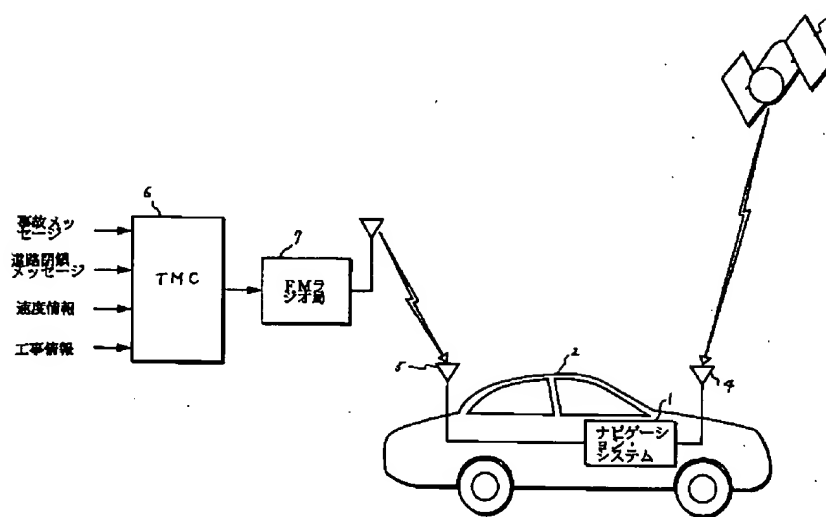 6
事故メッ
セージ
道路閉鎖
メッセージ
速度情報
工事情報
TMC
7
FMラ
ジオ局
5
2
4
1
ナビゲーシ
ョン・
システム